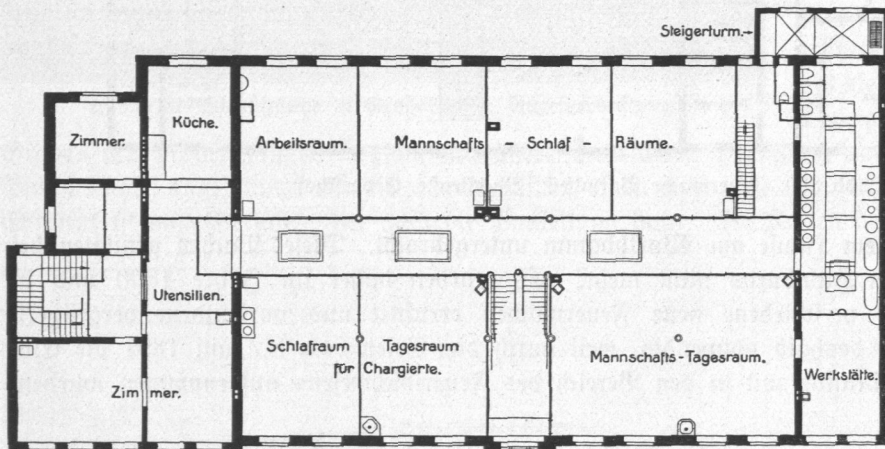 Steigerturm.
Zimmer.
Küche.
Arbeitsraum.
Mannschafts - Schlaf - Räume.
Utensilien.
Schlafraum Tagesraum
für Chargierte.
Mannschafts-Tagesraum.
Werkstätte.
Zimmer.